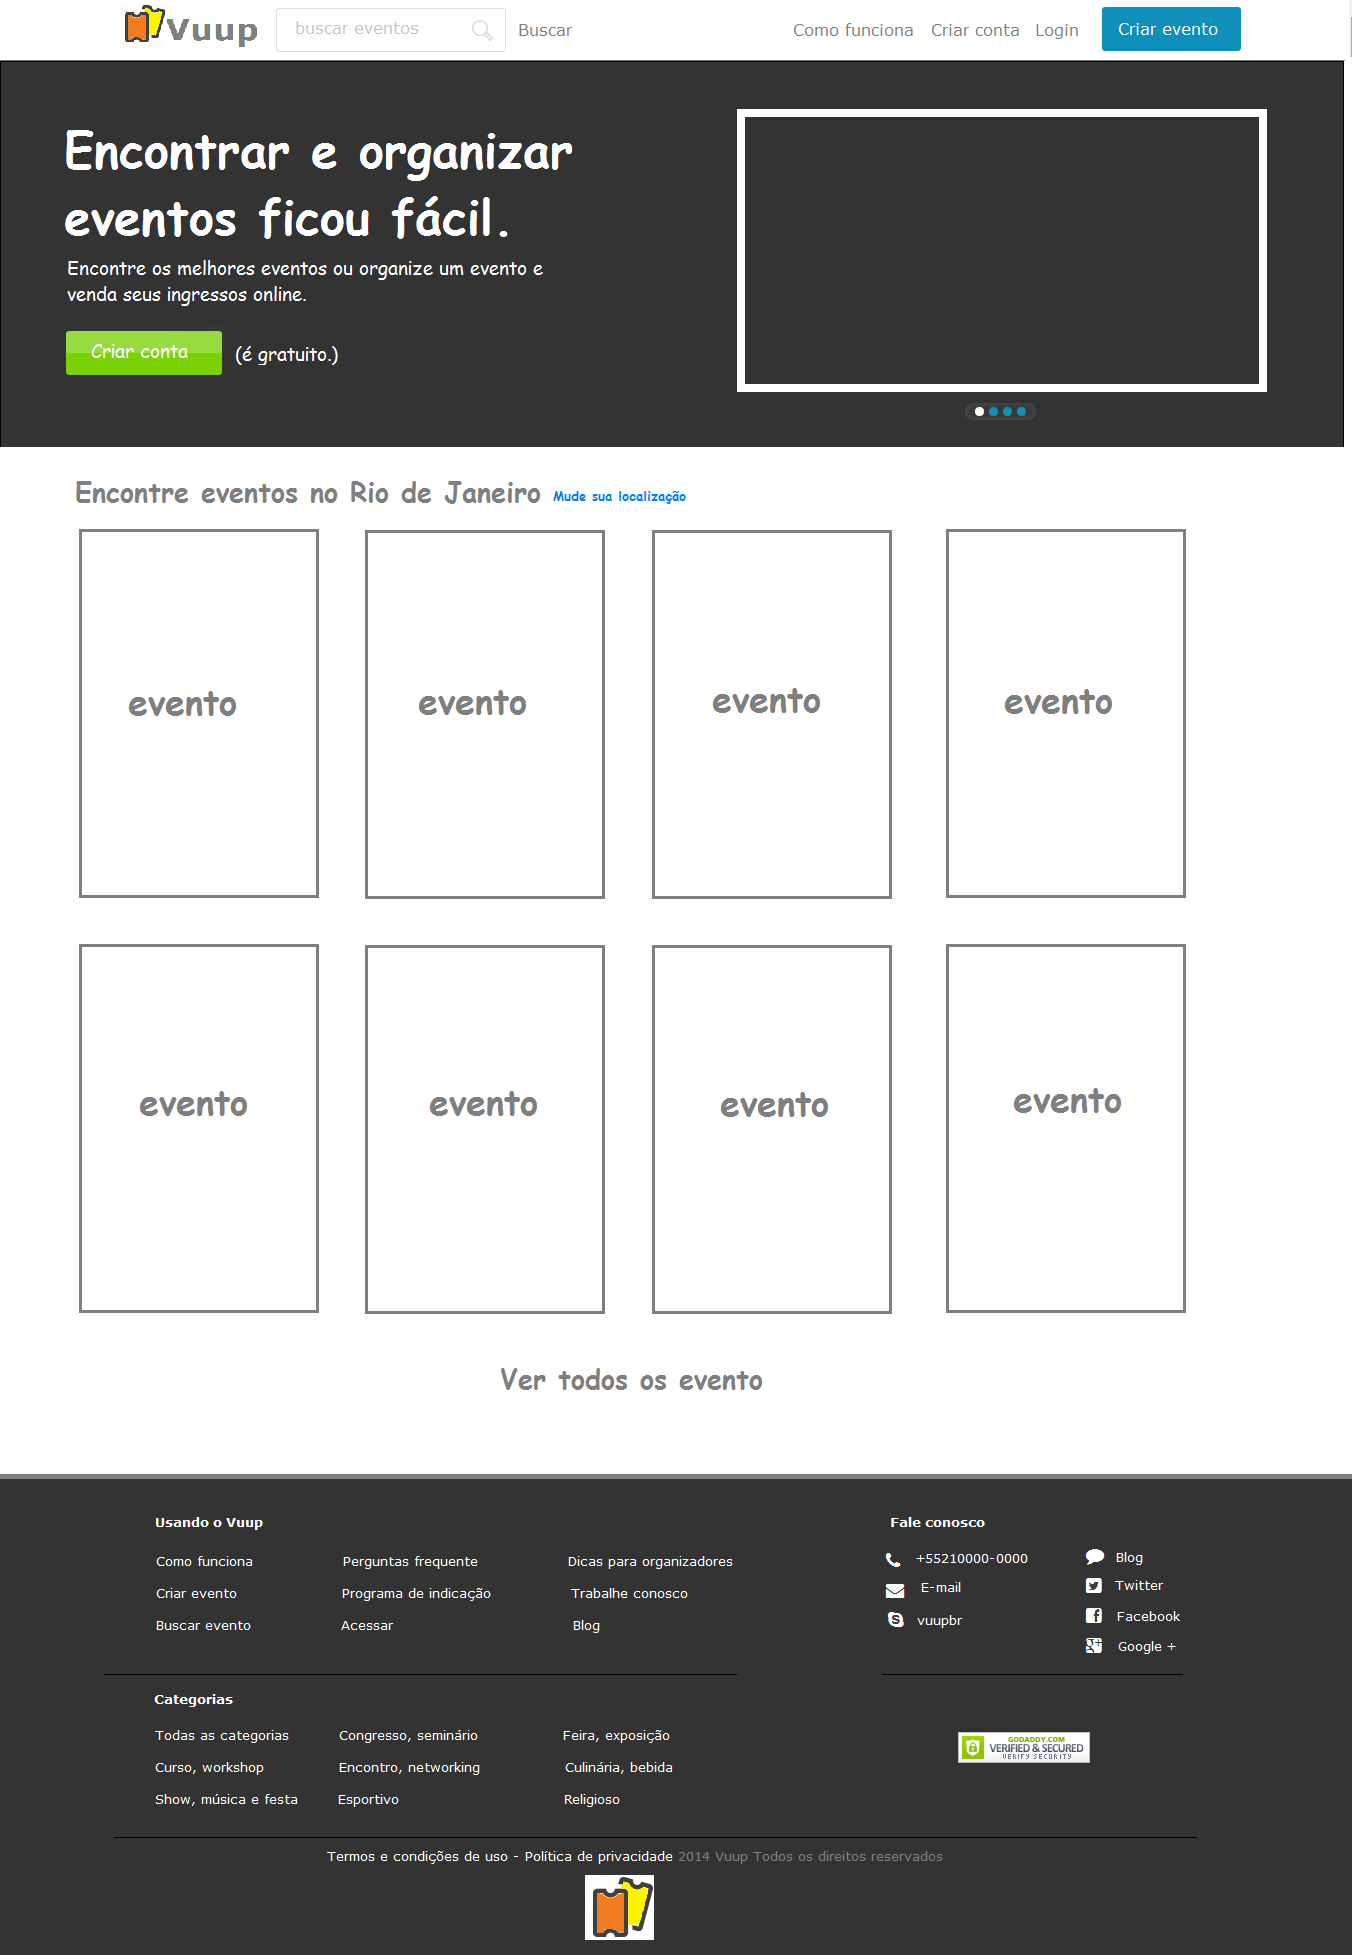 Vuup
buscar eventos
Buscar
Como funciona
Criar conta
Login
Criar evento
Encontrar e organizar
eventos ficou fácil.
Encontre os melhores eventos ou organize um evento e
venda seus ingressos online.
Criar conta
(é gratuito.)
Encontre eventos no Rio de Janeiro
Mude sua localização
evento
evento
evento
evento
evento
evento
evento
evento
Ver todos os evento
Usando o Vuup
Como funciona
Perguntas frequente
Dicas para organizadores
Criar evento
Programa de indicação
Trabalhe conosco
Buscar evento
Acessar
Blog
Fale conosco
+55210000-0000
E-mail
vuupbr
Blog
Twitter
Facebook
Google +
Categorias
Todas as categorias
Congresso, seminário
Feira, exposição
Curso, workshop
Encontro, networking
Culinária, bebida
Show, música e festa
Esportivo
Religioso
GODADDY.COM
VERIFIED & SECURED
VERIFY SECURITY
Termos e condições de uso - Política de privacidade 2014 Vuup Todos os direitos reservados